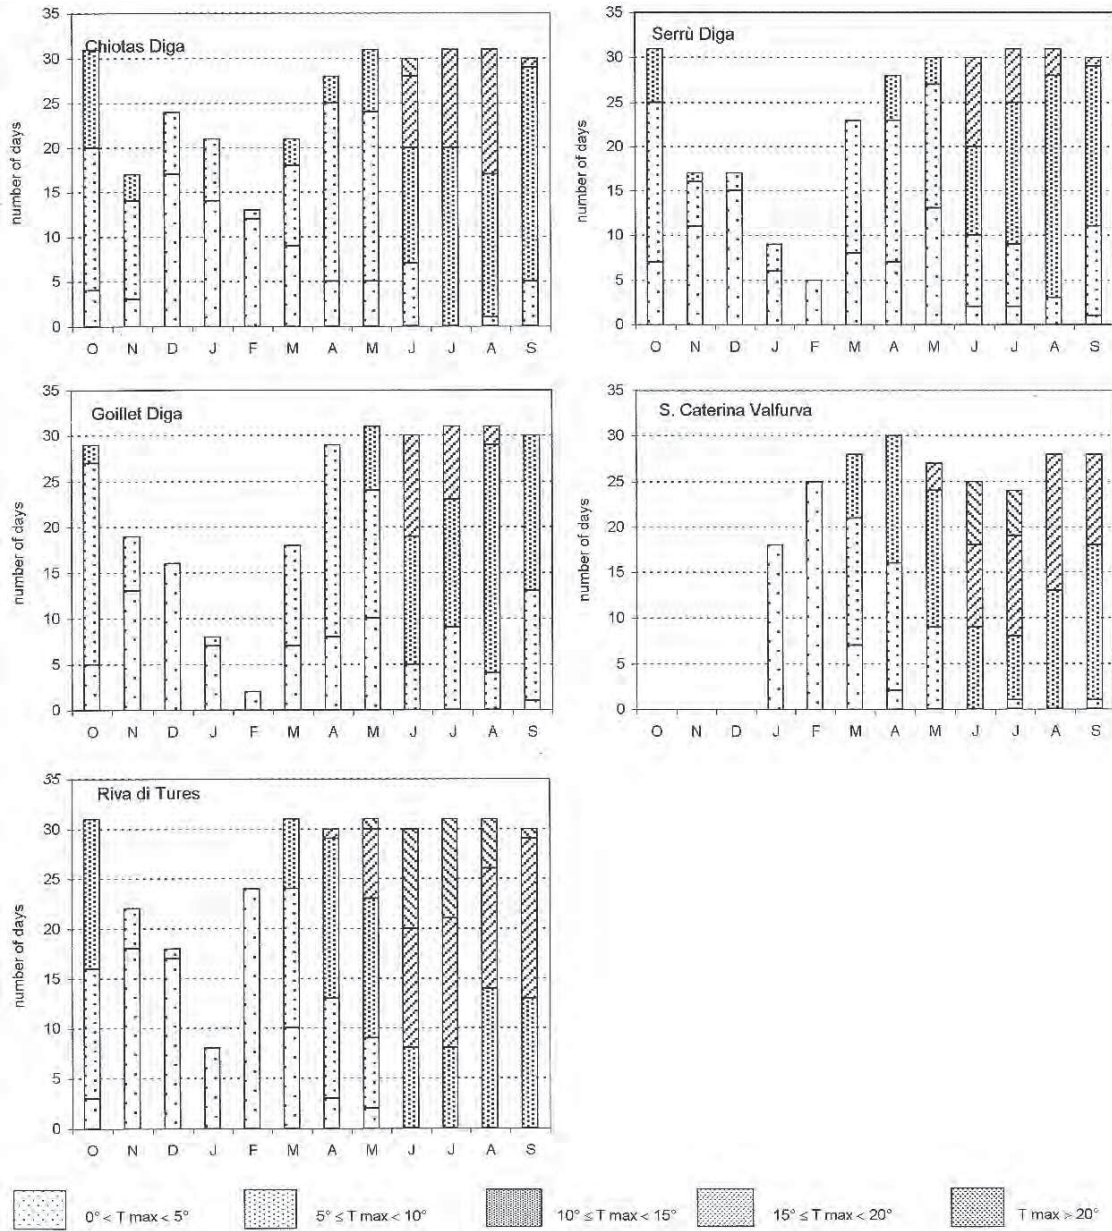 Chiotas Diga
number of days
35
30
25
20
15
10
5
0
O N D J F M A M J J A S
Serrù Diga
number of days
35
30
25
20
15
10
5
0
O N D J F M A M J J A S
Goillet Diga
number of days
35
30
25
20
15
10
5
0
O N D J F M A M J J A S
S. Caterina Valfurva
number of days
35
30
25
20
15
10
5
0
O N D J F M A M J J A S
Riva di Tures
number of days
35
30
25
20
15
10
5
0
O N D J F M A M J J A S
0° < T max < 5° 5° ≤ T max < 10° 10° ≤ T max < 15° 15° ≤ T max < 20° T max > 20°